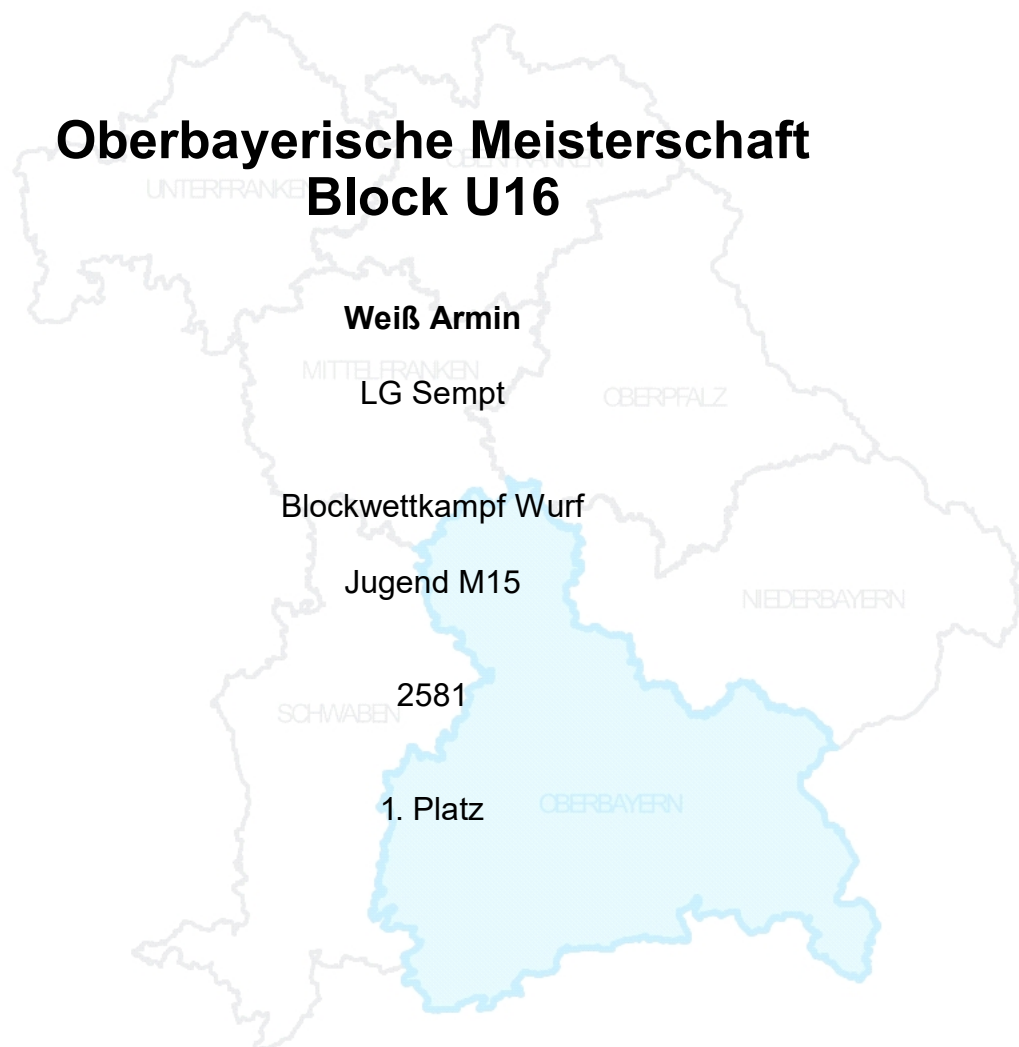 Oberbayerische Meisterschaft
OBERFRANKEN
UNTERFRANKEN
Block U16
Weiß Armin
MITTELFRANKEN
LG Sempt
OBERPFALZ
Blockwettkampf Wurf
Jugend M15
NIEDERBAYERN
2581
SCHWABEN
1. Platz
OBERBAYERN